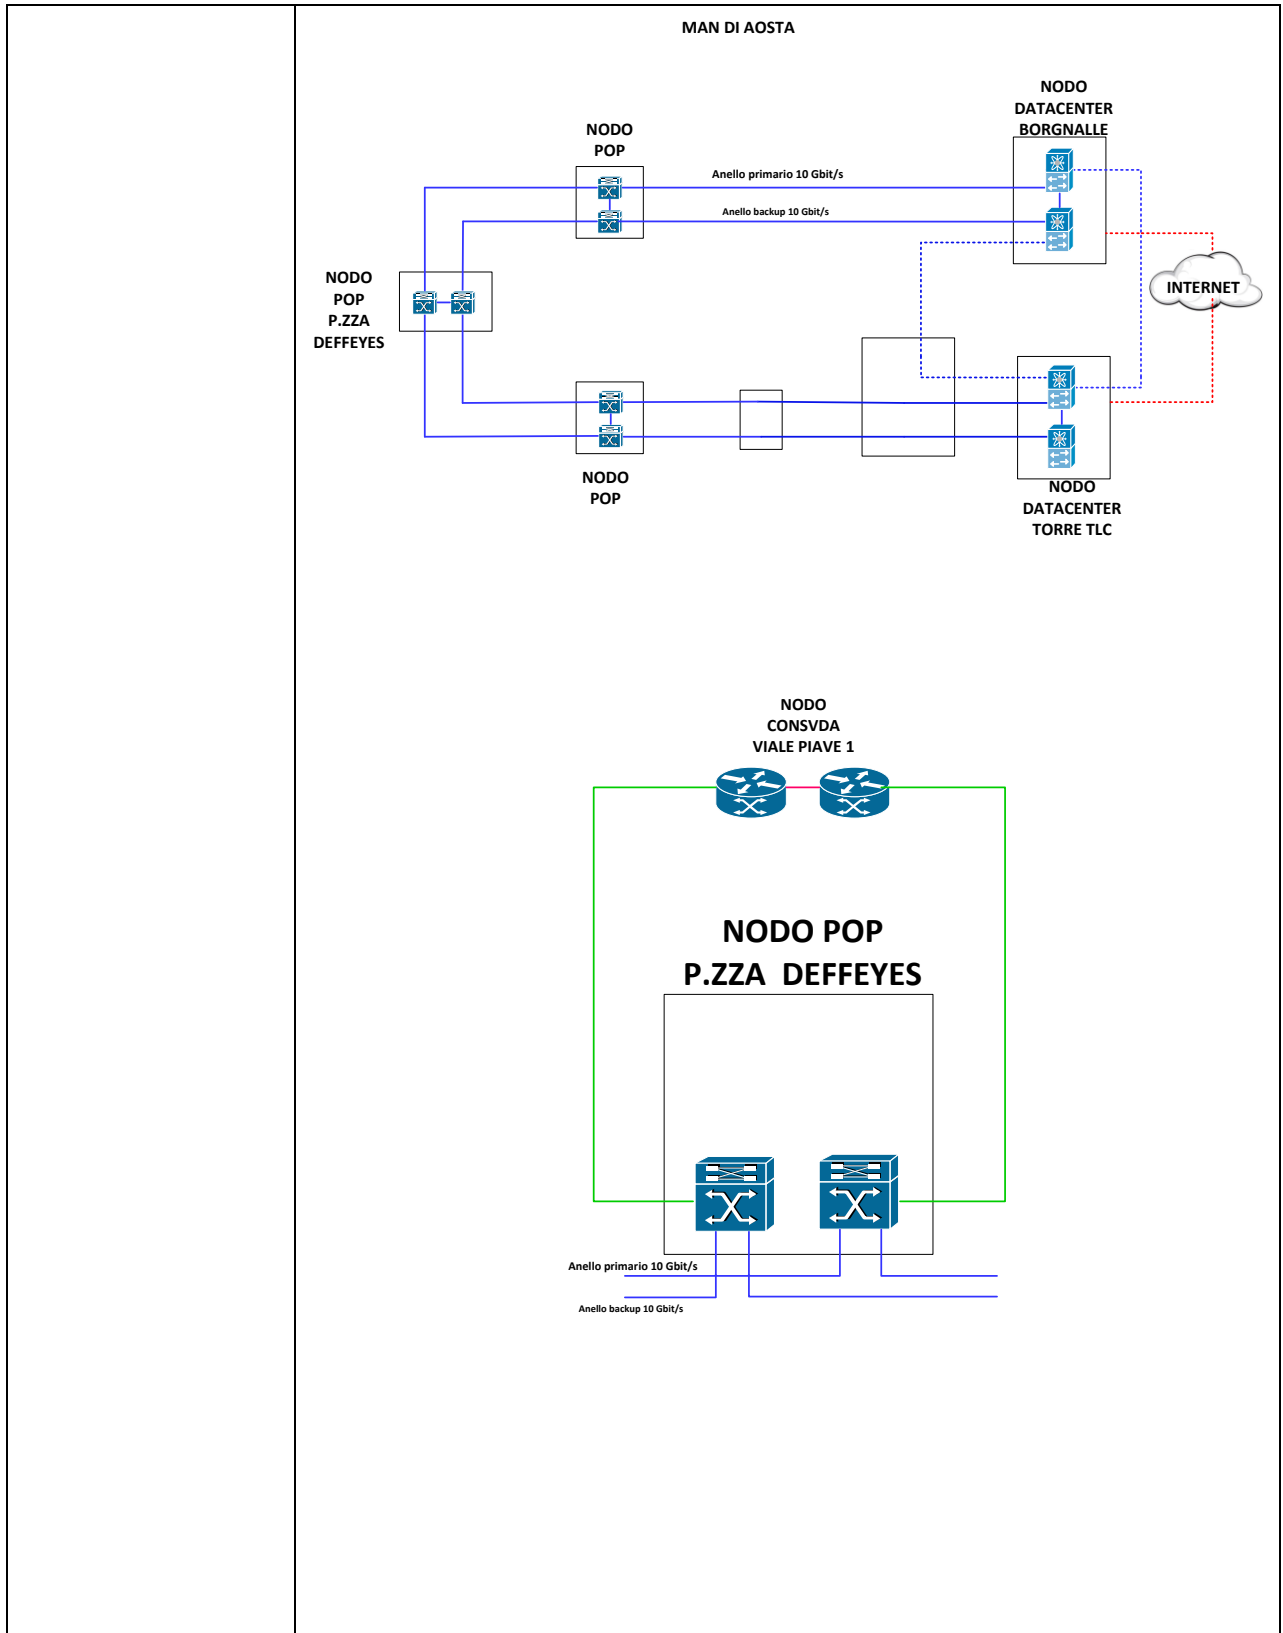 MAN DI AOSTA
NODO
DATACENTER
BORGNALLE
NODO
POP
Anello primario 10 Gbit/s
Anello backup 10 Gbit/s
INTERNET
NODO
POP
P.ZZA
DEFFEYES
NODO
POP
NODO
DATACENTER
TORRE TLC
NODO
CONSVDA
VIALE PIAVE 1
NODO POP
P.ZZA DEFFEYES
Anello primario 10 Gbit/s
Anello backup 10 Gbit/s